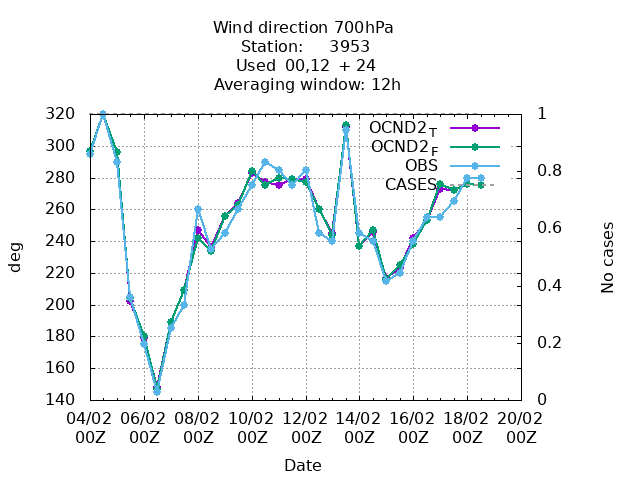 Wind direction 700hPa
Station: 3953
Used 00,12 + 24
Averaging window: 12h
OCND2T
OCND2F
OBS
CASES
320
300
280
260
240
220
200
180
160
140
deg
1
0.8
0.6
0.4
0.2
0
No cases
04/02 06/02 08/02 10/02 12/02 14/02 16/02 18/02 20/02
00Z 00Z 00Z 00Z 00Z 00Z 00Z 00Z 00Z
Date